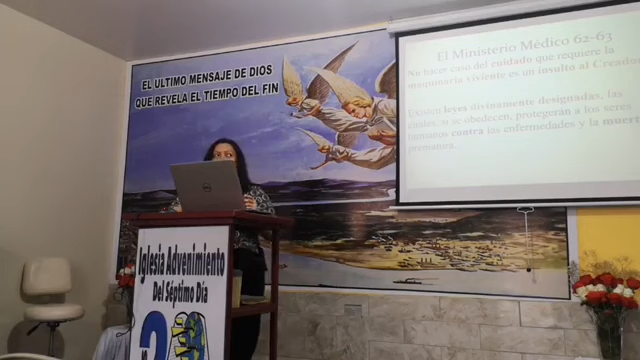 EL ULTIMO MENSAJE DE DIOS
QUE REVELA EL TIEMPO DEL FIN
El Ministerio Médico 62-63
No hacer caso del cuidado que requiere la
maquinaria viviente es un insulto al Creador
Existen leyes divinamente designadas, las
cuales, si se obedecen, protegerán a los seres
humanos contra las enfermedades y la muerte
prematura.
DELL
Iglesia Advenimiento
Del Séptimo Día